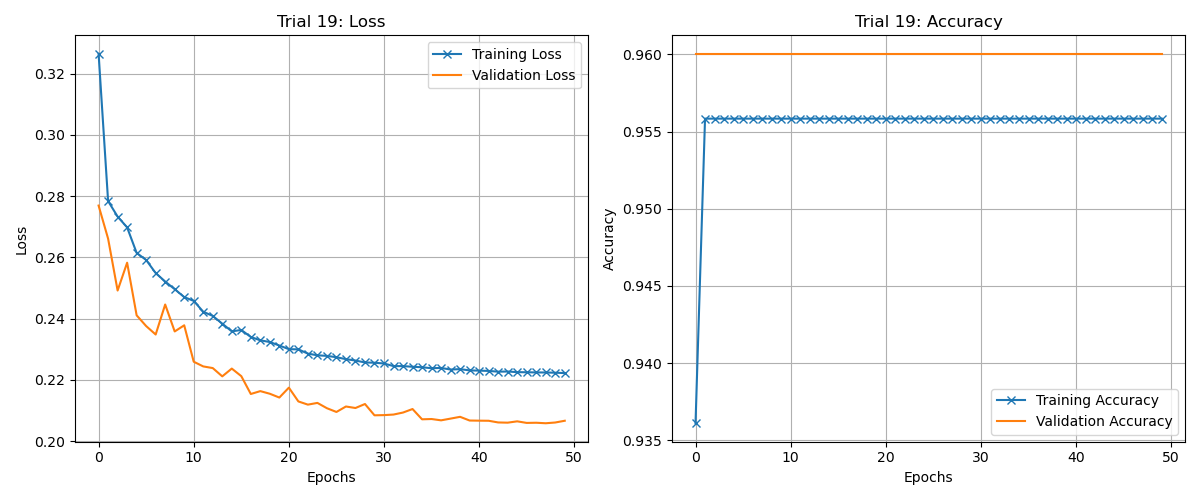 Trial 19: Loss
Training Loss
Validation Loss
0.32
0.30
0.28
0.26
0.24
0.22
0.20
Loss
0 10 20 30 40 50
Epochs
Trial 19: Accuracy
0.960
0.955
0.950
0.945
0.940
0.935
Accuracy
Training Accuracy
Validation Accuracy
0 10 20 30 40 50
Epochs